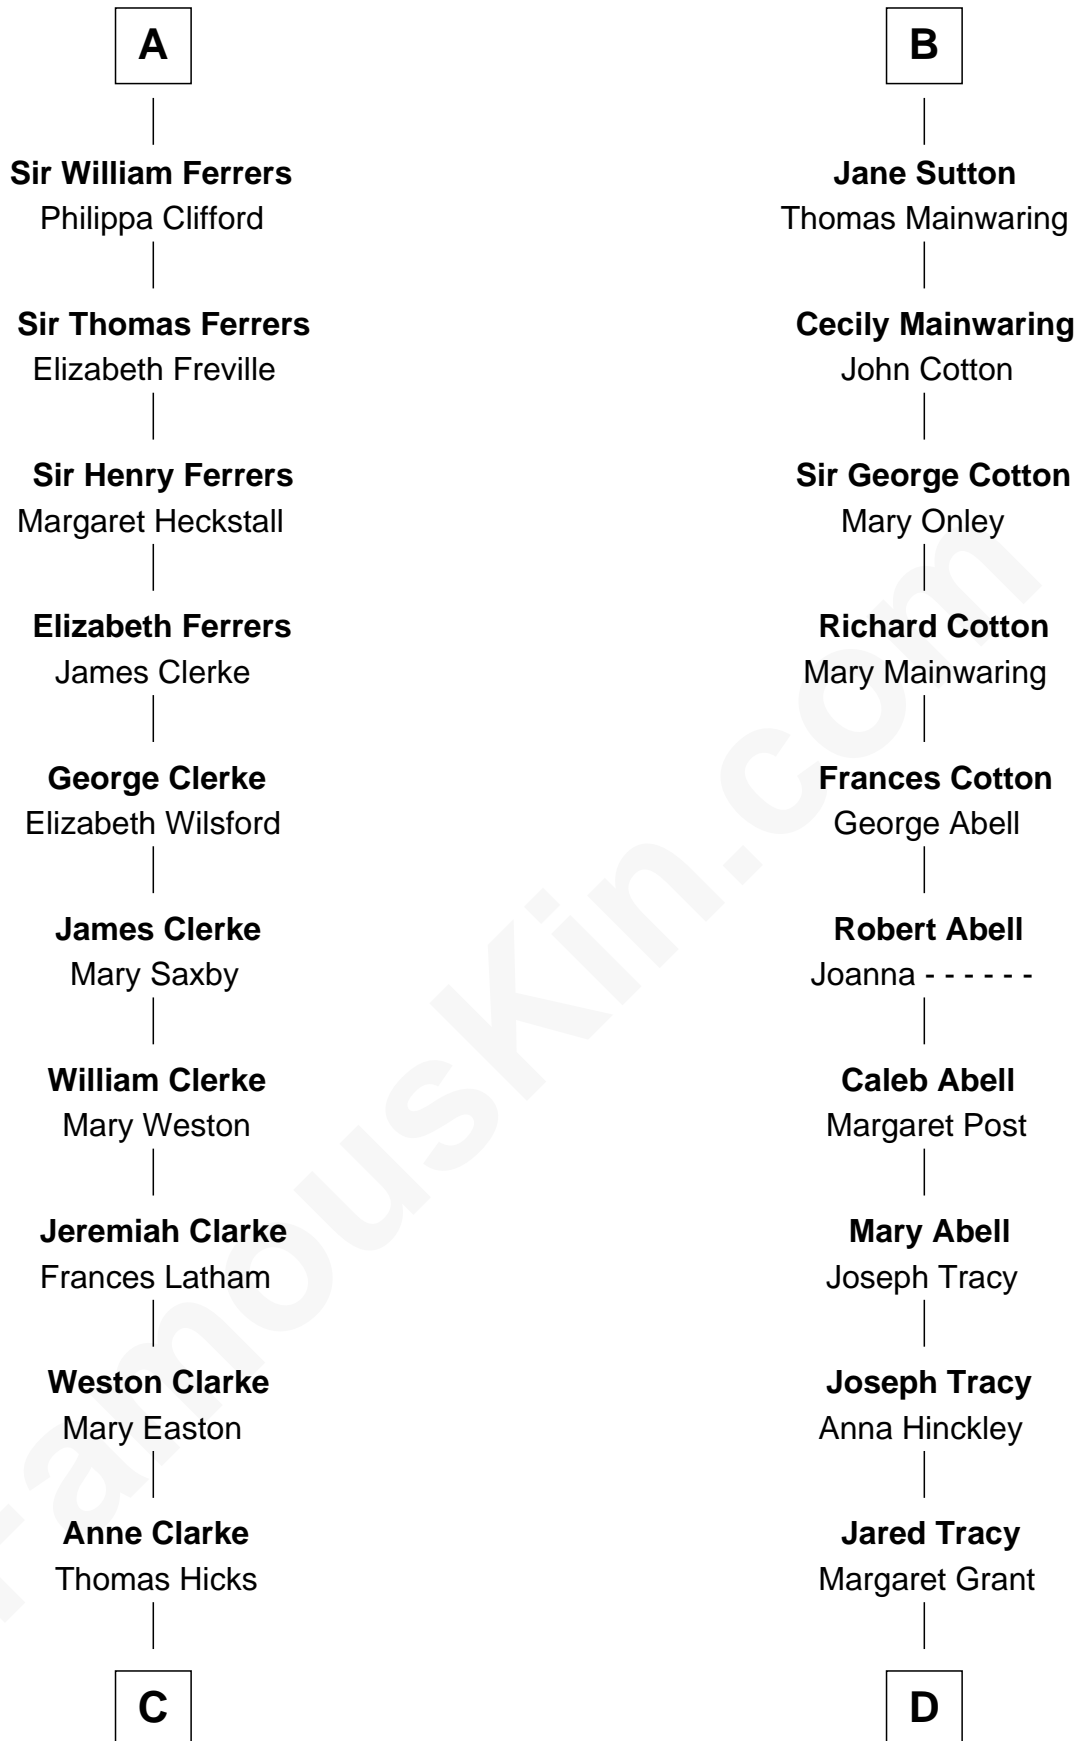 A
Sir William Ferrers
Philippa Clifford
Sir Thomas Ferrers
Elizabeth Freville
Sir Henry Ferrers
Margaret Heckstall
Elizabeth Ferrers
James Clerke
George Clerke
Elizabeth Wilsford
James Clerke
Mary Saxby
William Clerke
Mary Weston
Jeremiah Clarke
Frances Latham
Weston Clarke
Mary Easton
Anne Clarke
Thomas Hicks
C
B
Jane Sutton
Thomas Mainwaring
Cecily Mainwaring
John Cotton
Sir George Cotton
Mary Onley
Richard Cotton
Mary Mainwaring
Frances Cotton
George Abell
Robert Abell
Joanna - - - - - -
Caleb Abell
Margaret Post
Mary Abell
Joseph Tracy
Joseph Tracy
Anna Hinckley
Jared Tracy
Margaret Grant
D
FamousKin.com